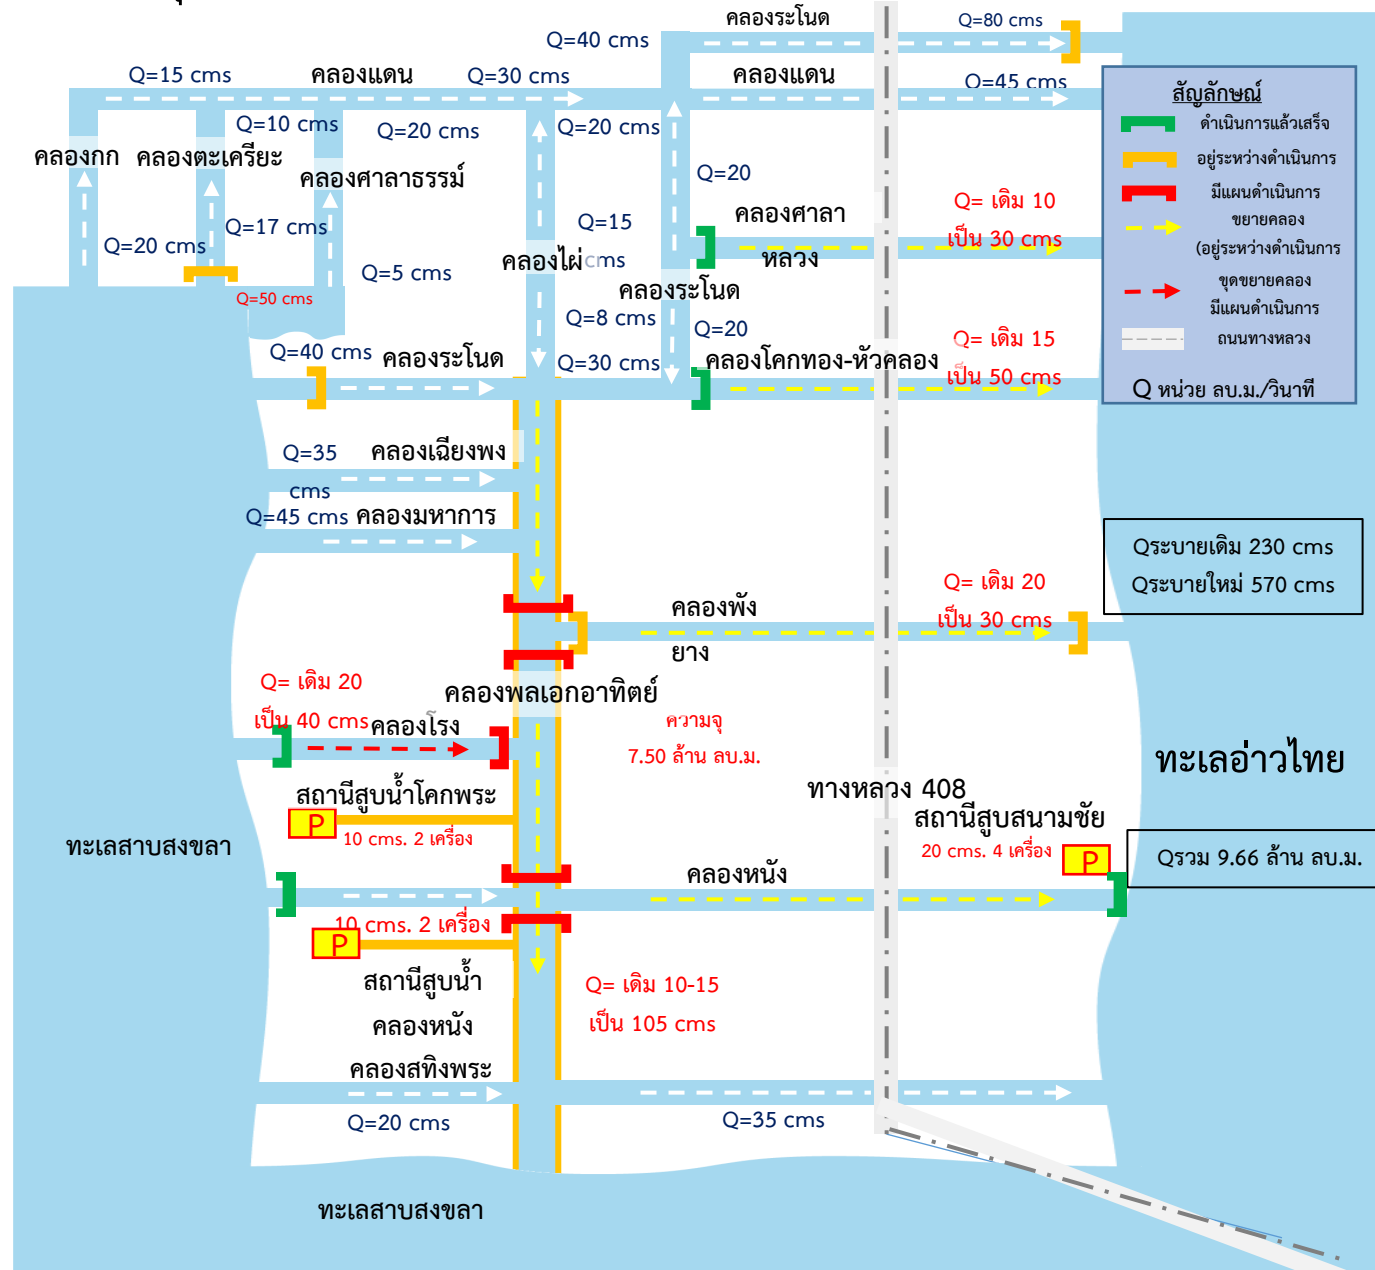 คลองระโนด
Q=80 cms
Q=40 cms
Q=15 cms
คลองแดน
Q=30 cms
คลองแดน
Q=45 cms
Q=10 cms
Q=20 cms
Q=20 cms
คลองกก
คลองตะเครียะ
คลองศาลาธรรม์
Q=20
Q=20 cms
Q=17 cms
Q=5 cms
Q=50 cms
Q=15
cms
คลองไผ่
คลองระโนด
Q=8 cms
Q=20
คลองศาลา
หลวง
Q= เดิม 10
เป็น 30 cms
สัญลักษณ์
ดำเนินการแล้วเสร็จ
อยู่ระหว่างดำเนินการ
มีแผนดำเนินการ
ขยายคลอง
(อยู่ระหว่างดำเนินการ
ขุดขยายคลอง
มีแผนดำเนินการ
ถนนทางหลวง
Q หน่วย ลบ.ม./วินาที
Q=40 cms
คลองระโนด
Q=30 cms
คลองโคกทอง-หัวคลอง
Q= เดิม 15
เป็น 50 cms
Q=35
cms
คลองเฉียงพง
Q=45 cms
คลองมหาการ
Qระบายเดิม 230 cms
Qระบายใหม่ 570 cms
คลองพัง
ยาง
Q= เดิม 20
เป็น 30 cms
Q= เดิม 20
เป็น 40 cms
คลองโรง
คลองพลเอกอาทิตย์
ความจุ
7.50 ล้าน ลบ.ม.
ทะเลอ่าวไทย
ทางหลวง 408
สถานีสูบน้ำโคกพระ
P
10 cms. 2 เครื่อง
สถานีสูบสนามชัย
20 cms. 4 เครื่อง
P
Qรวม 9.66 ล้าน ลบ.ม.
ทะเลสาบสงขลา
คลองหนัง
10 cms. 2 เครื่อง
P
สถานีสูบน้ำ
คลองหนัง
Q= เดิม 10-15
เป็น 105 cms
คลองสทิงพระ
Q=20 cms
Q=35 cms
ทะเลสาบสงขลา